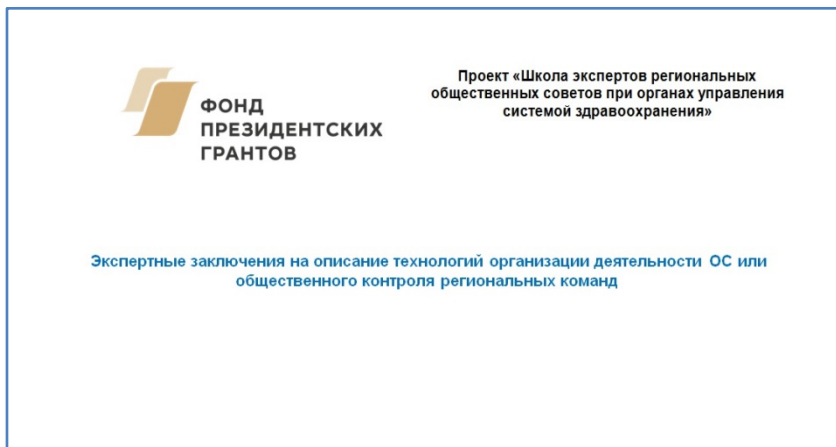 ФОНД
ПРЕЗИДЕНТСКИХ
ГРАНТОВ
Проект «Школа экспертов региональных
общественных советов при органах управления
системой здравоохранения»
Экспертные заключения на описание технологий организации деятельности ОС или
общественного контроля региональных команд